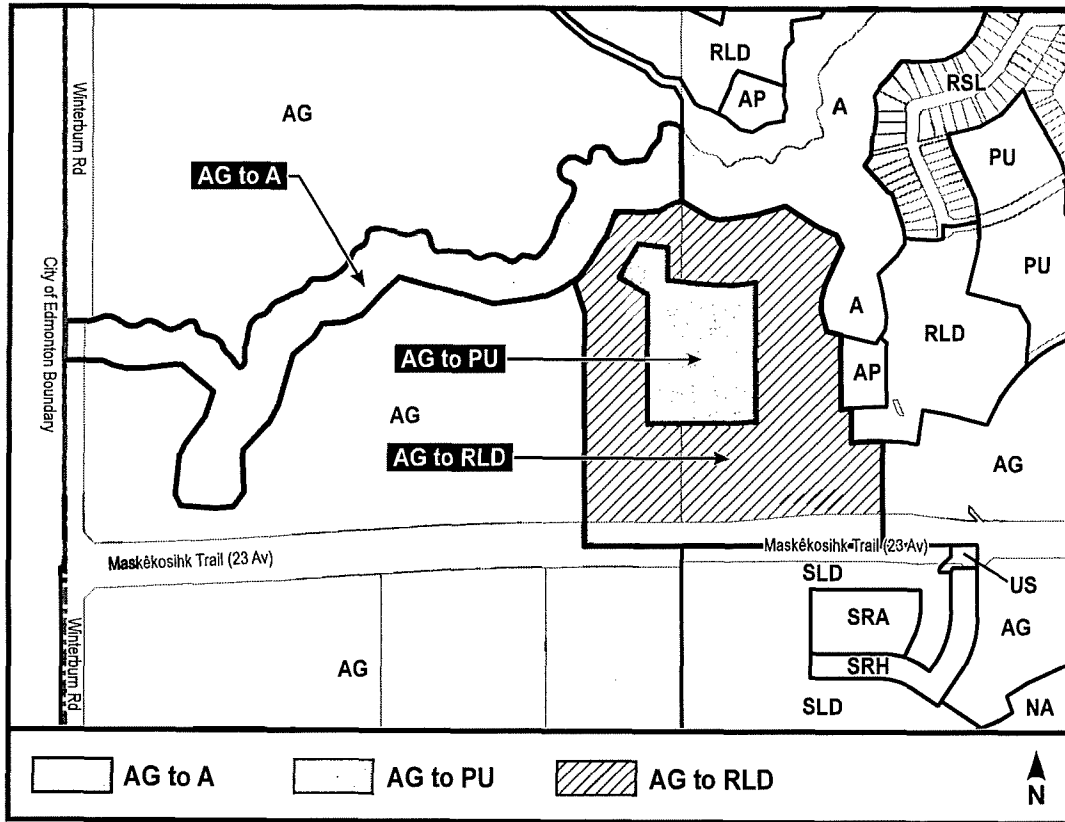 RLD
AP
A
RSL
PU
Winterburn Rd
AG
AG to A
City of Edmonton Boundary
PU
A
RLD
AG to PU
AP
AG
AG to RLD
AG
Maskêkosihk Trail (23 Av)
Maskêkosihk Trail (23 Av)
SLD
US
SRA
AG
Winterburn Rd
AG
SRH
SLD
NA
AG to A
AG to PU
AG to RLD
N